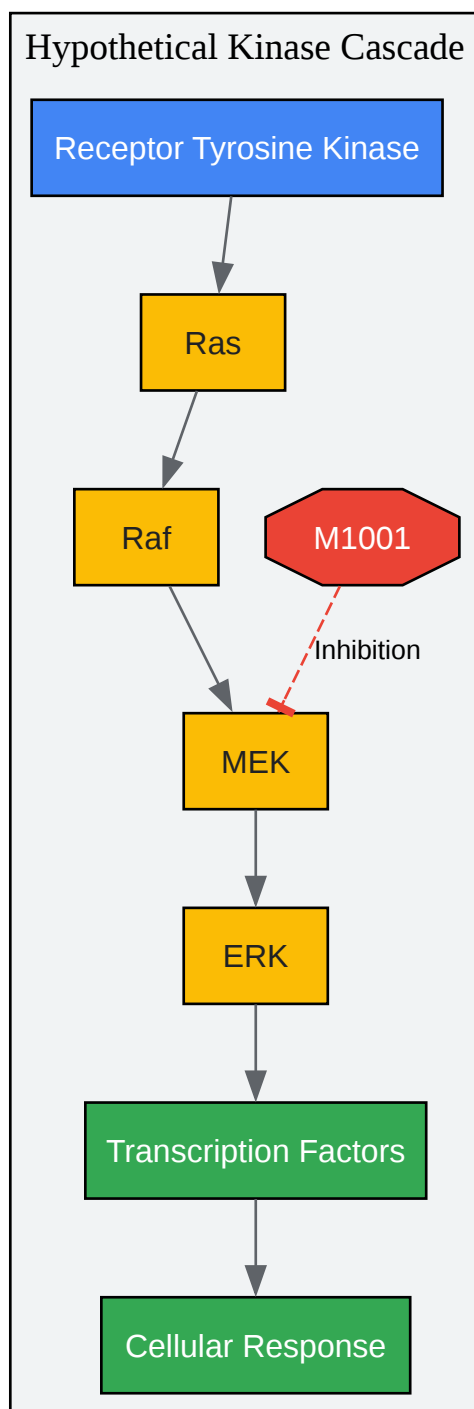 Hypothetical Kinase Cascade
Receptor Tyrosine Kinase
Ras
Raf
M1001
Inhibition
MEK
ERK
Transcription Factors
Cellular Response